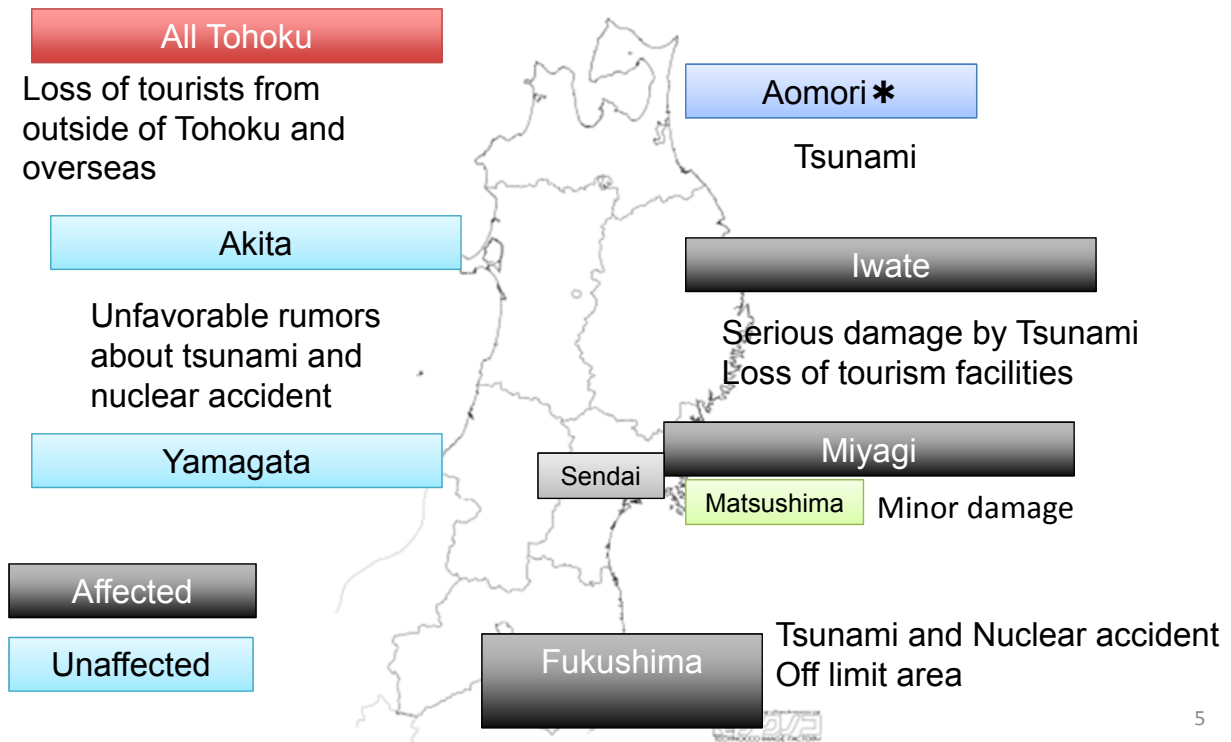 All Tohoku
Loss of tourists from
outside of Tohoku and
overseas
Aomori＊
Tsunami
Akita
Iwate
Unfavorable rumors
about tsunami and
nuclear accident
Serious damage by Tsunami
Loss of tourism facilities
Yamagata
Sendai
Miyagi
Matsushima
Minor damage
Affected
Unaffected
Fukushima
Tsunami and Nuclear accident
Off limit area
5